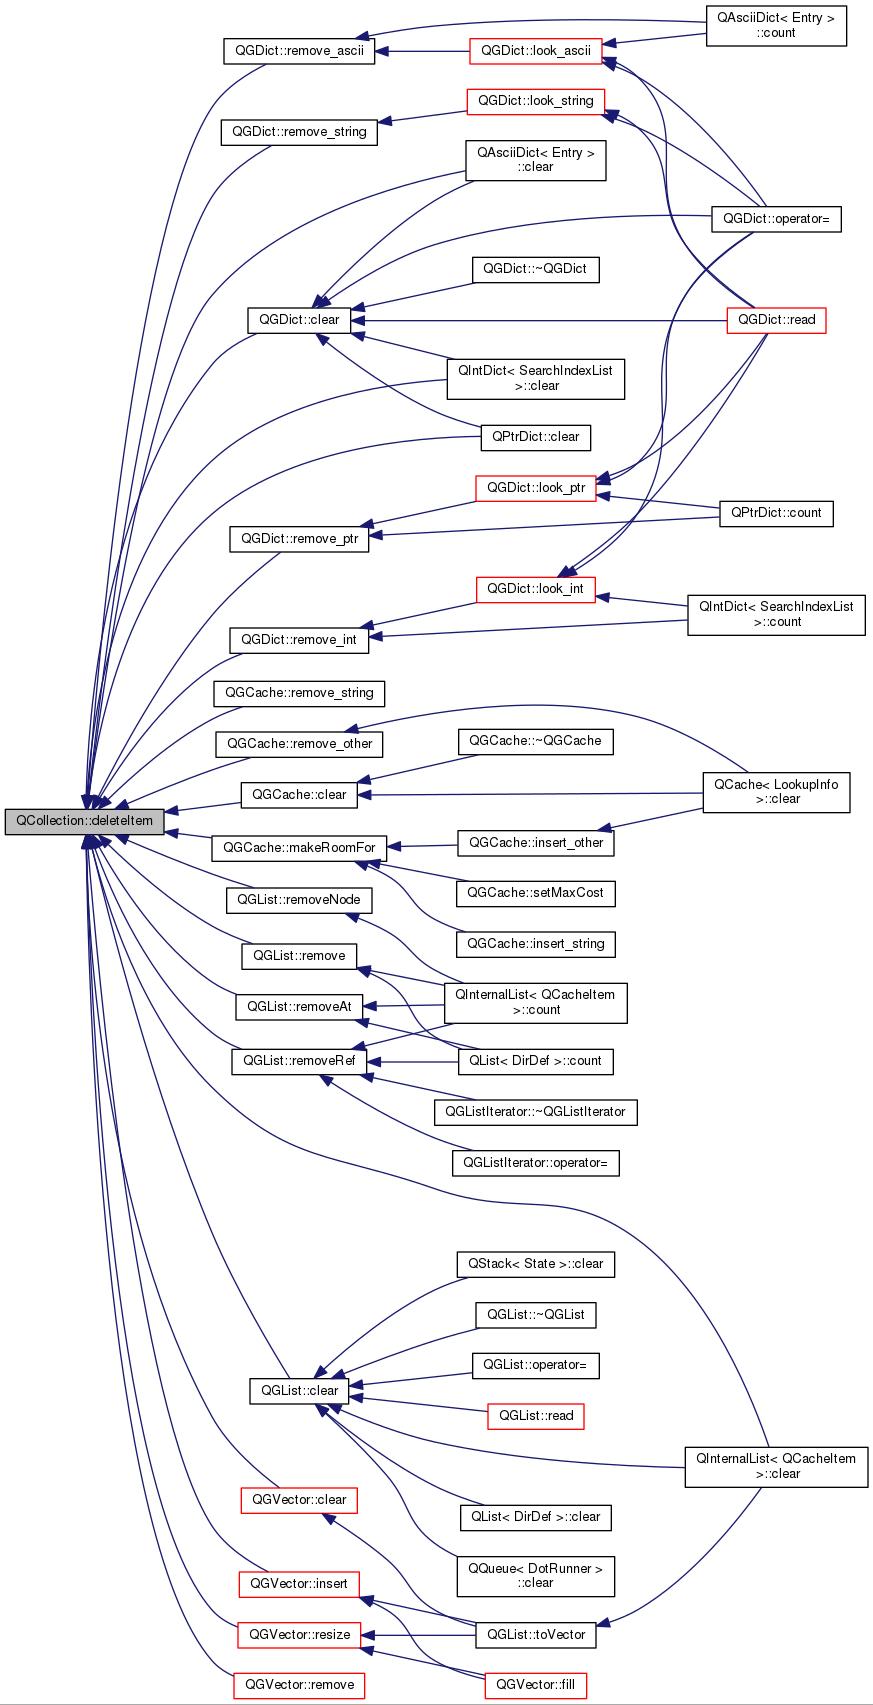 QAsciiDict< Entry >
::count
QGDict::remove_ascii
QGDict::look_ascii
QGDict::look_string
QGDict::remove_string
QAsciiDict< Entry >
::clear
QGDict::operator=
QGDict::~QGDict
QGDict::clear
QGDict::read
QIntDict< SearchIndexList
>::clear
QPtrDict::clear
QGDict::look_ptr
QPtrDict::count
QGDict::remove_ptr
QGDict::look_int
QIntDict< SearchIndexList
>::count
QGDict::remove_int
QGCache::remove_string
QGCache::remove_other
QGCache::~QGCache
QGCache::clear
QCache< LookupInfo
>::clear
QCollection::deleteItem
QGCache::makeRoomFor
QGCache::insert_other
QGCache::setMaxCost
QGList::removeNode
QGCache::insert_string
QGList::remove
QInternalList< QCacheItem
>::count
QGList::removeAt
QGList::removeRef
QList< DirDef >::count
QGListIterator::~QGListIterator
QGListIterator::operator=
QStack< State >::clear
QGList::~QGList
QGList::operator=
QGList::clear
QGList::read
QInternalList< QCacheItem
>::clear
QGVector::clear
QList< DirDef >::clear
QQueue< DotRunner >
::clear
QGVector::insert
QGVector::resize
QGList::toVector
QGVector::remove
QGVector::fill